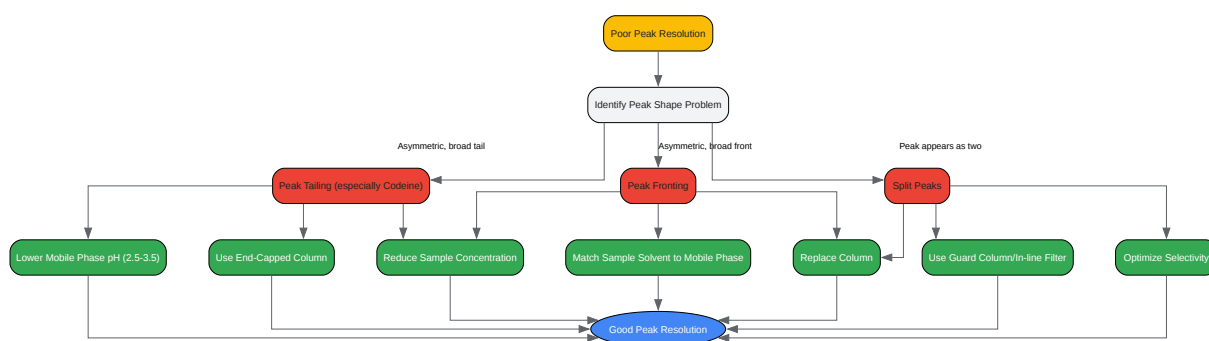 Poor Peak Resolution
Identify Peak Shape Problem
Asymmetric, broad tail
Asymmetric, broad front
Peak appears as two
Peak Tailing (especially Codeine)
Peak Fronting
Split Peaks
Lower Mobile Phase pH (2.5-3.5)
Use End-Capped Column
Reduce Sample Concentration
Match Sample Solvent to Mobile Phase
Replace Column
Use Guard Column/In-line Filter
Optimize Selectivity
Good Peak Resolution